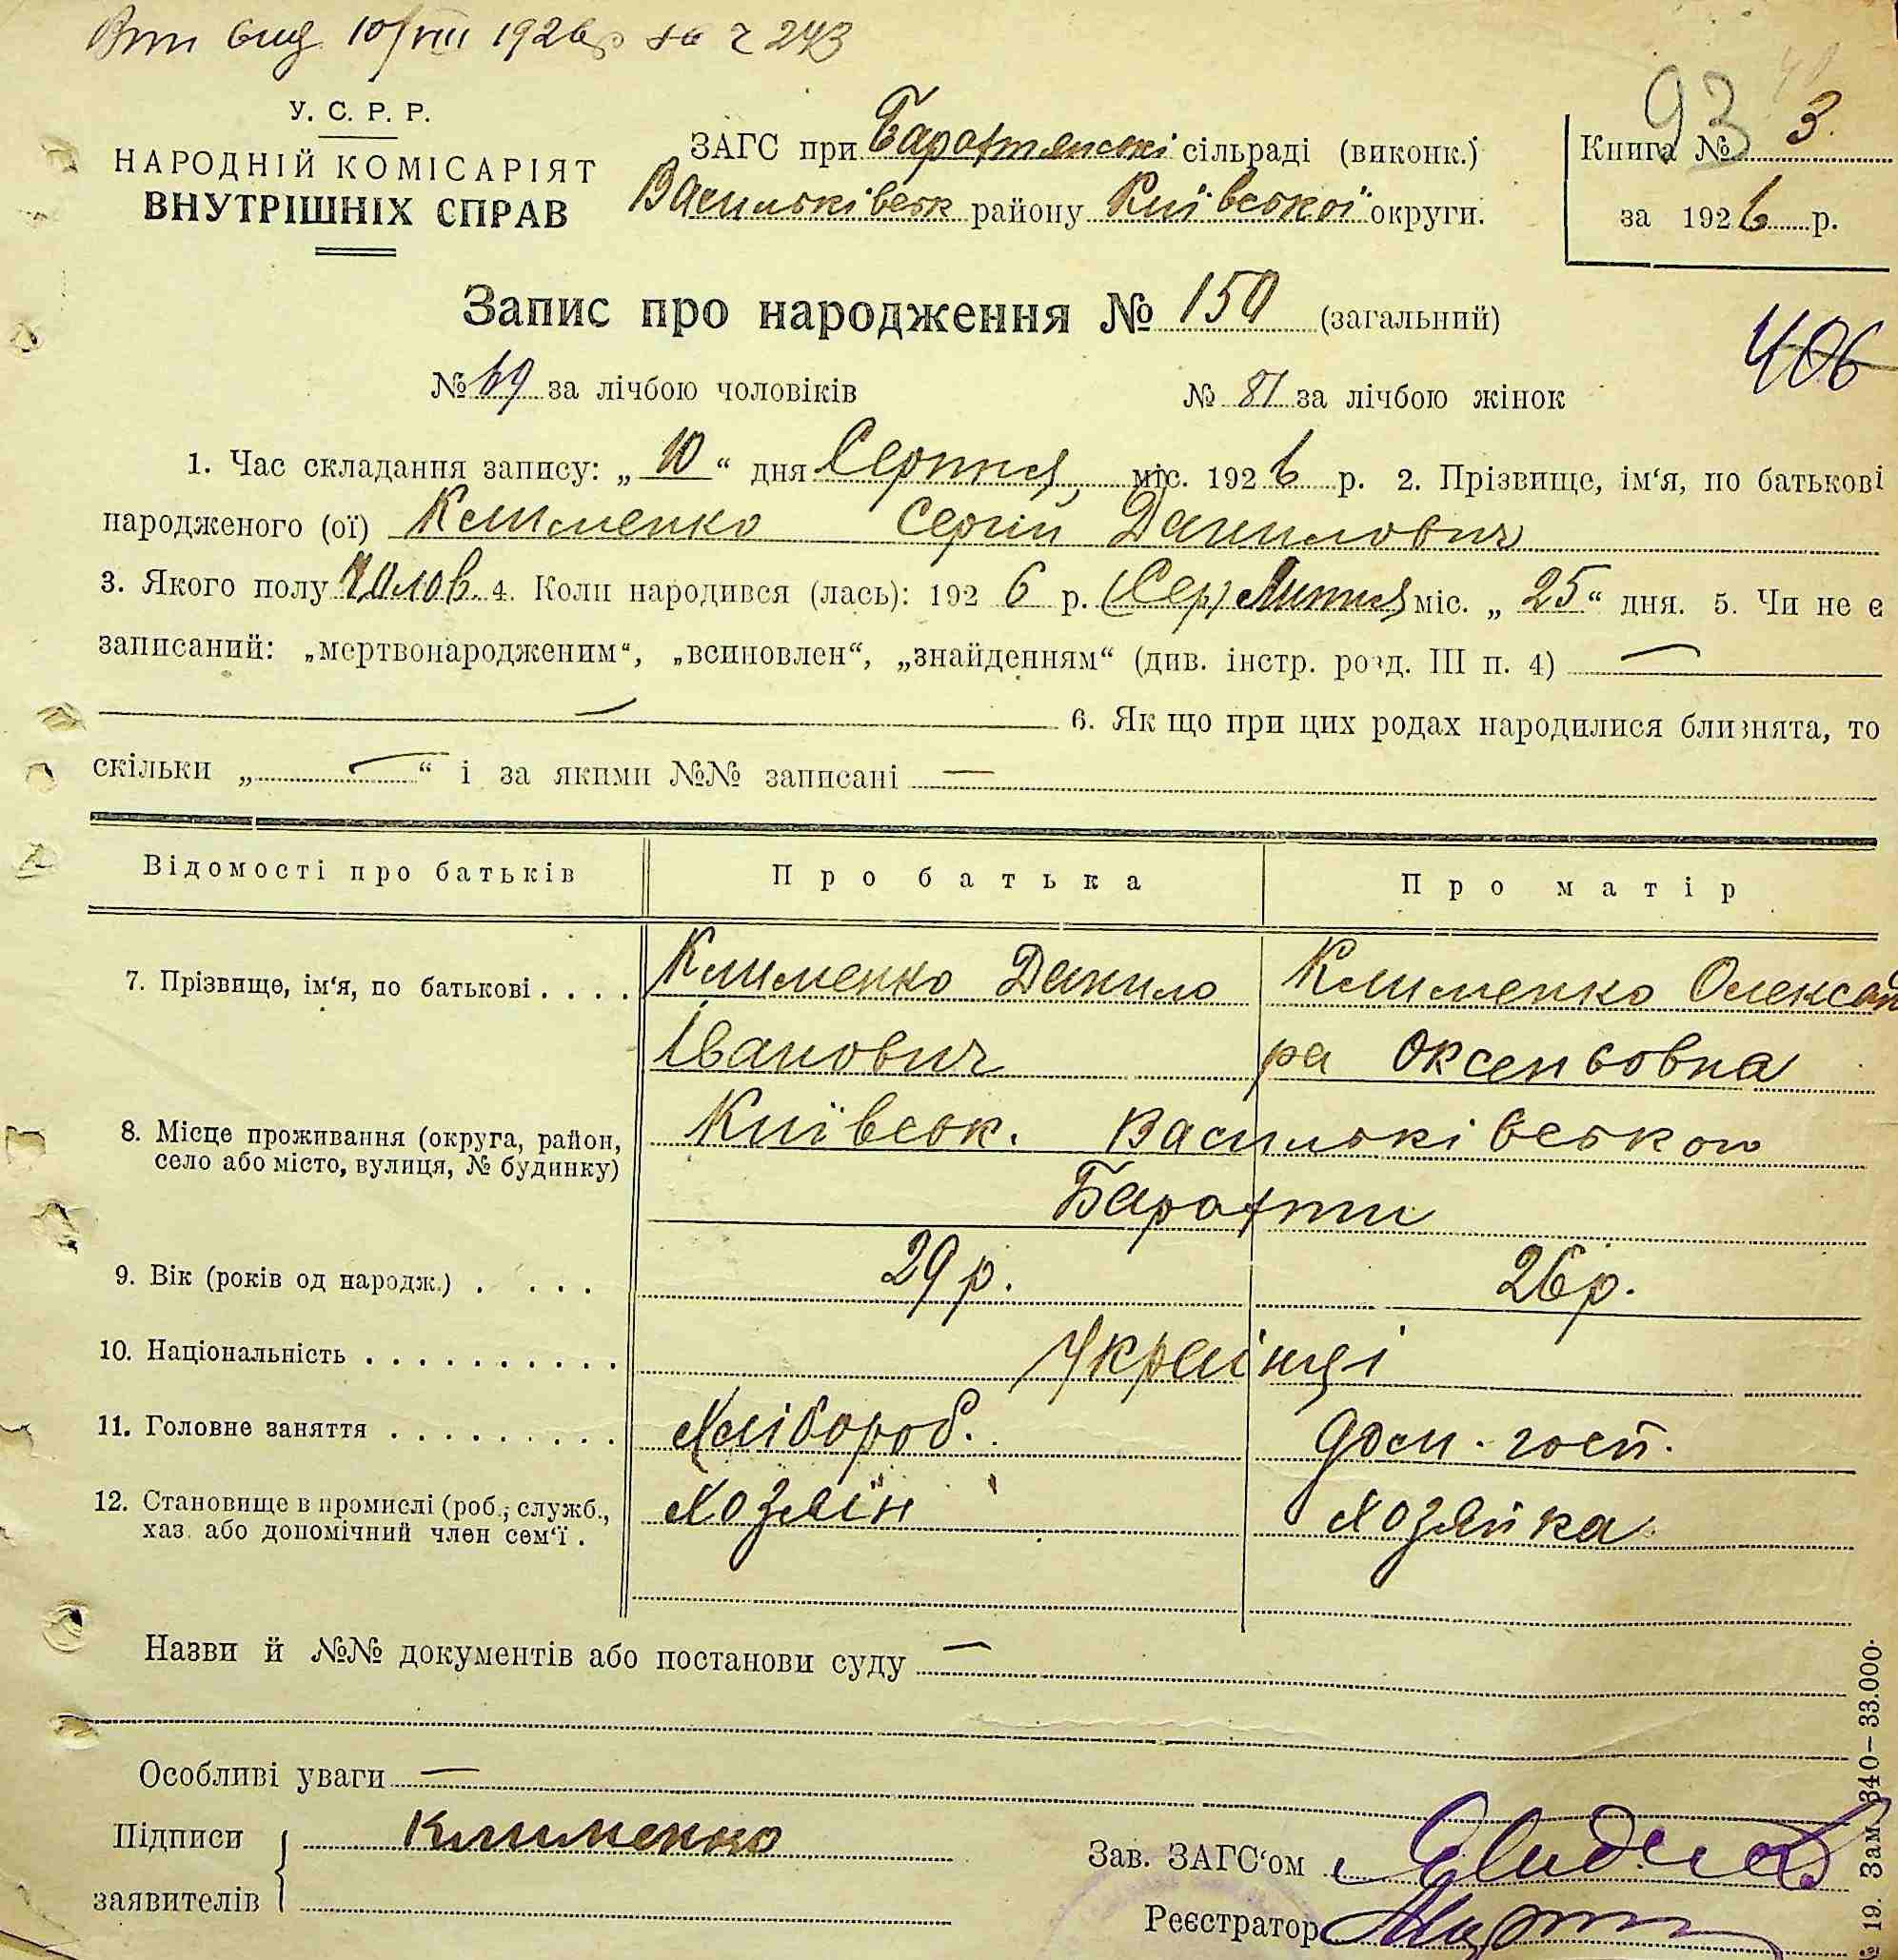 Вип вид. 10/VIII 1926 р за č 243
У. С. Р. Р.
НАРОДНІЙ КОМІСАРІЯТ
ВНУТРІШНІХ СПРАВ
ЗАГС при Барахтянські сільраді (виконк.)
Васильківськ району Київської округи.
93
Книга № 3.
за 1926 р.
Запис про народження № 150 (загальний)
406
№ 69 за лічбою чоловіків № 81 за лічбою жінок
1. Час складання запису: „ 10 “ дня Серпня, міс. 1926 р. 2. Прізвище, ім‘я, по батькові
народженого (ої) Клименко Сергій Данилович
3. Якого полу Чолов. 4. Коли народився (лась): 1926 р. (Сер) Липня міс. „ 25 “ дня. 5. Чи не є
записаний: „мертвонародженим“, „всиновлен“, „знайденням“ (див. інстр. розд. III п. 4) —
— 6. Як що при цих родах народилися близнята, то
скільки „ — “ і за якими №№ записані —
Відомості про батьків Про батька Про матір
7. Прізвище, ім‘я, по батькові . . . . Клименко Данило Клименко Олександ
Іванович ра Оксентовна
8. Місце проживання (округа, район, Київськ. Васильківського
село або місто, вулиця, № будинку)
Барахти
9. Вік (років од народж.) . . . . 29 р. 26 р.
10. Національність . . . . . . . . . . Українці
11. Головне заняття . . . . . . . . . Хлібороб. дом. госп.
12. Становище в промислі (роб., служб., Хозяїн Хозяйка
хаз. або допомічний член сем‘ї .
Назви й №№ документів або постанови суду —
Особливі уваги —
Підписи Клименко
заявителів
Зав. ЗАГС‘ом
Реєстратор
19. Зам. 340—33.000.